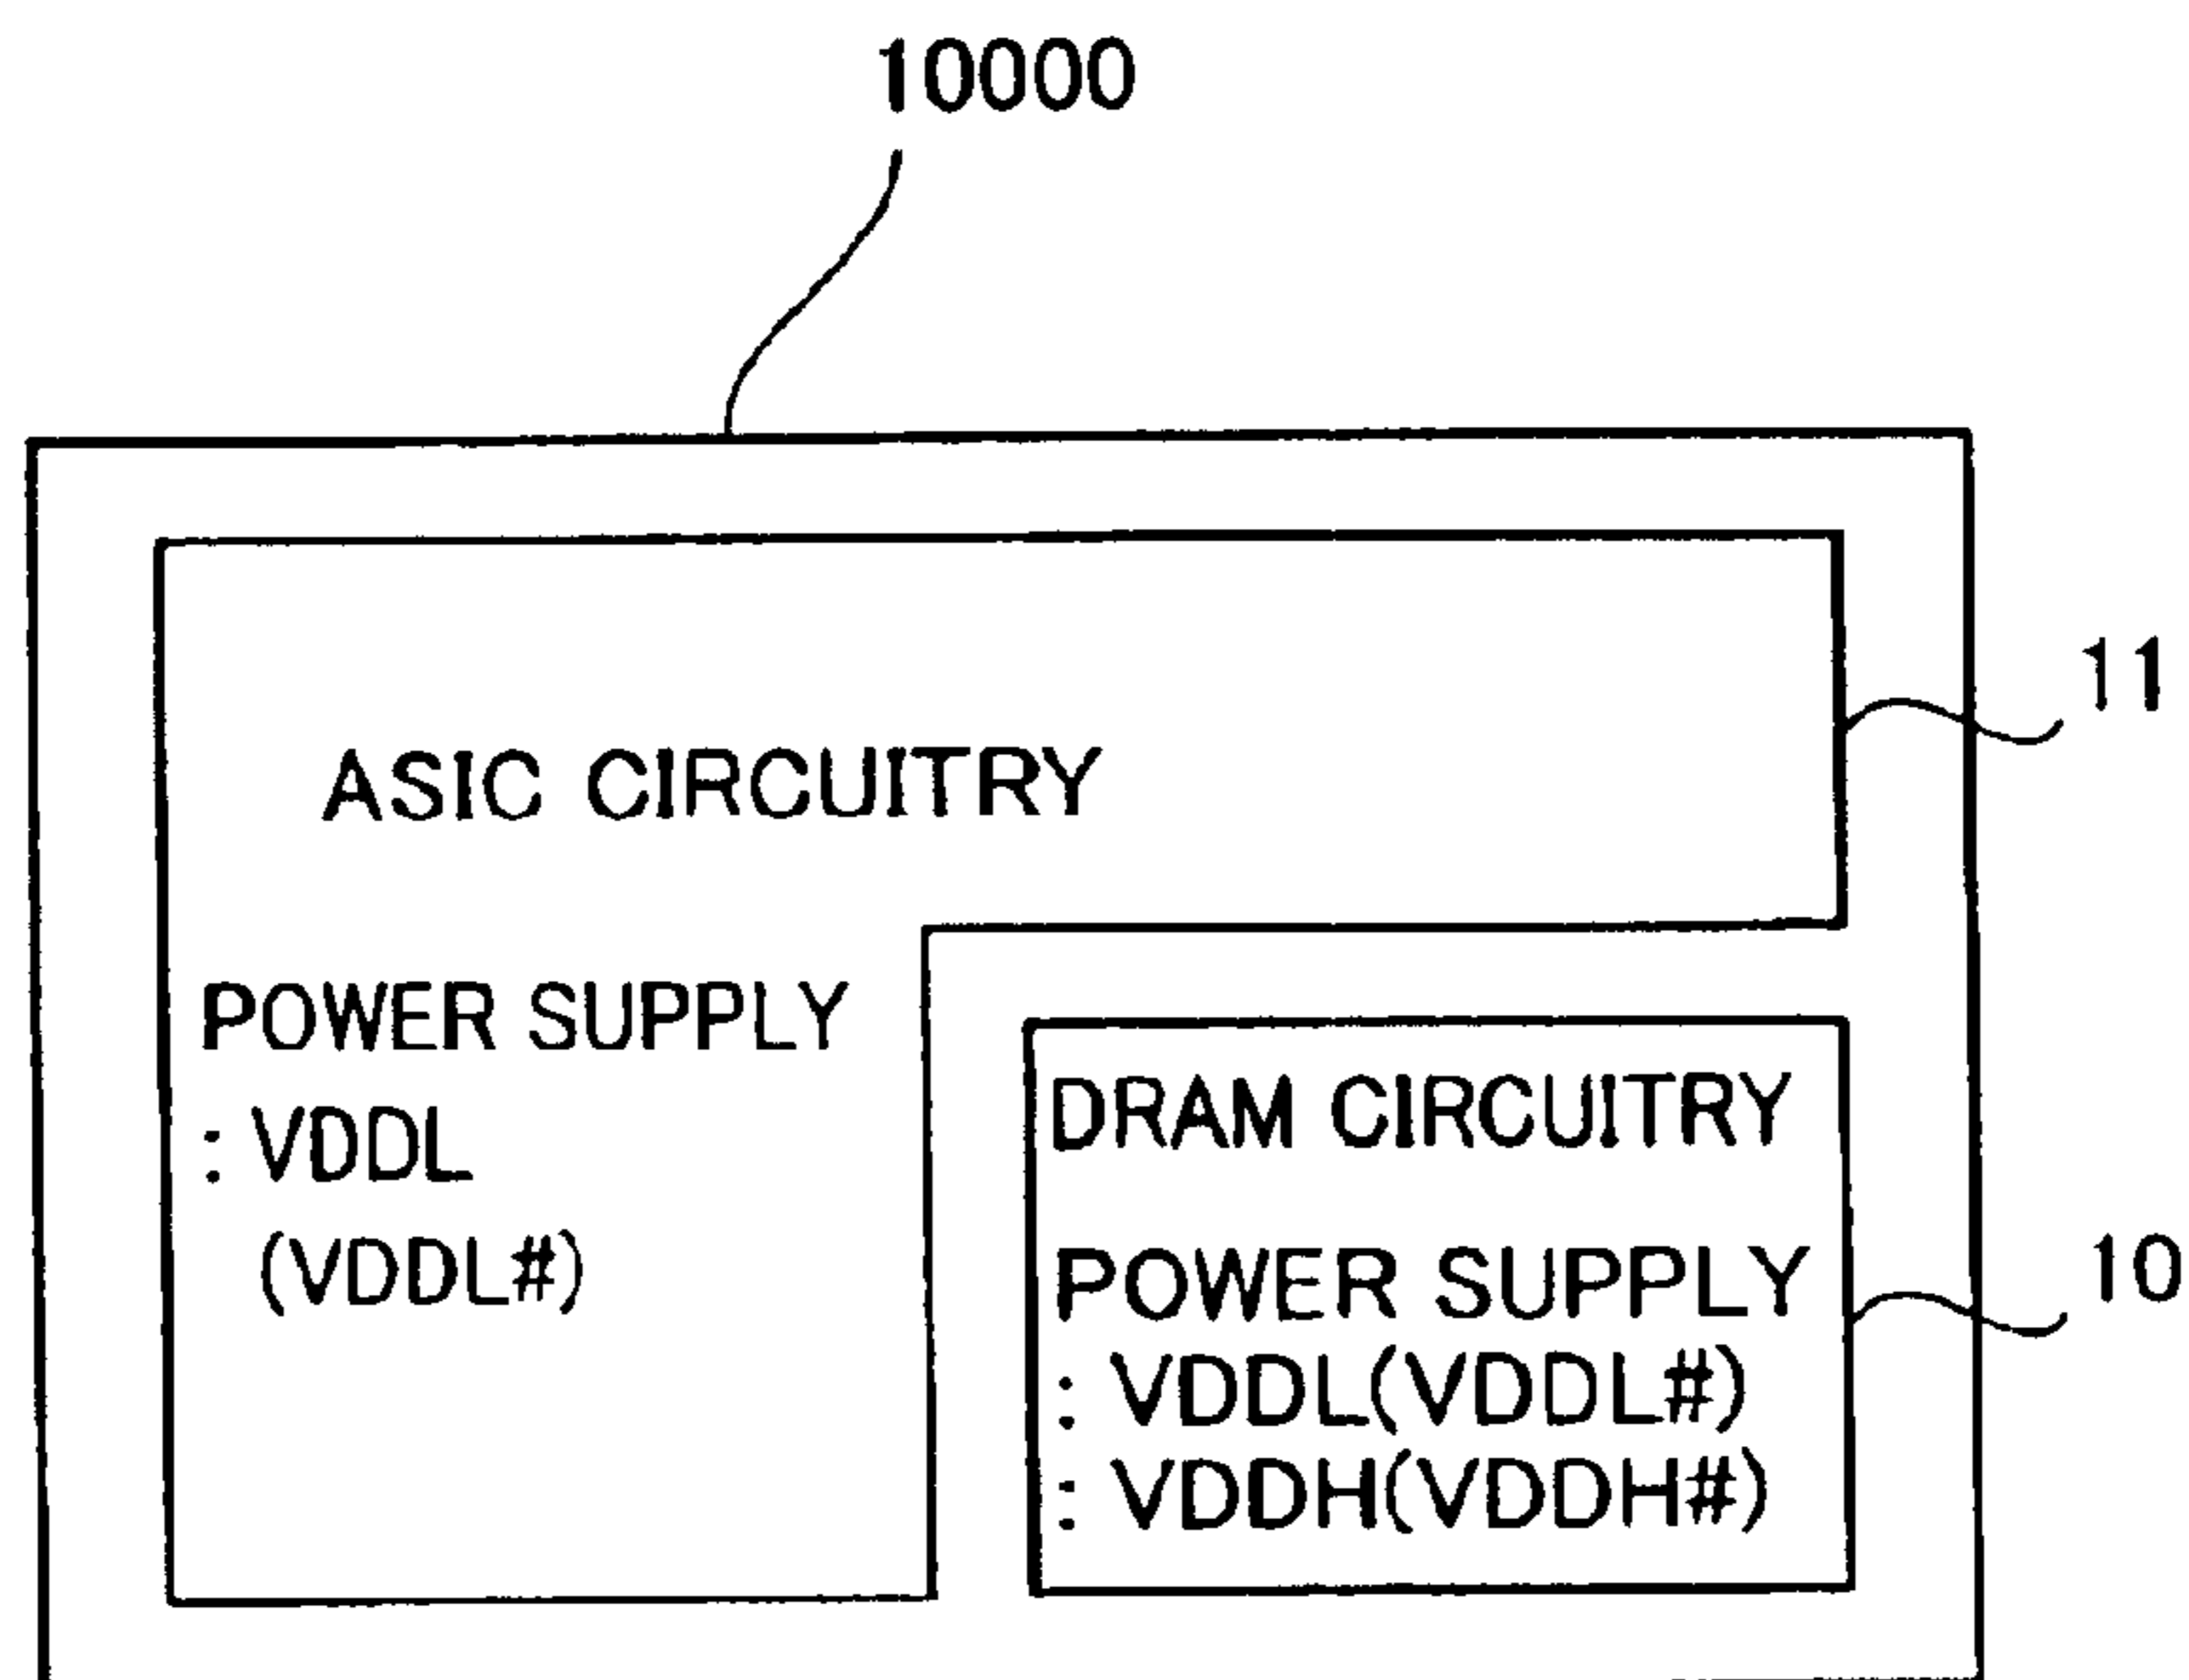 10000
11
ASIC CIRCUITRY
POWER SUPPLY
: VDDL
(VDDL#)
DRAM CIRCUITRY
POWER SUPPLY
: VDDL(VDDL#)
: VDDH(VDDH#)
10